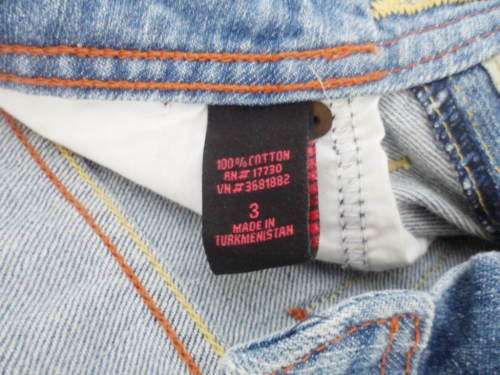 100% COTTON
RN# 17730
VN# 3681882
3
MADE IN
TURKMENISTAN